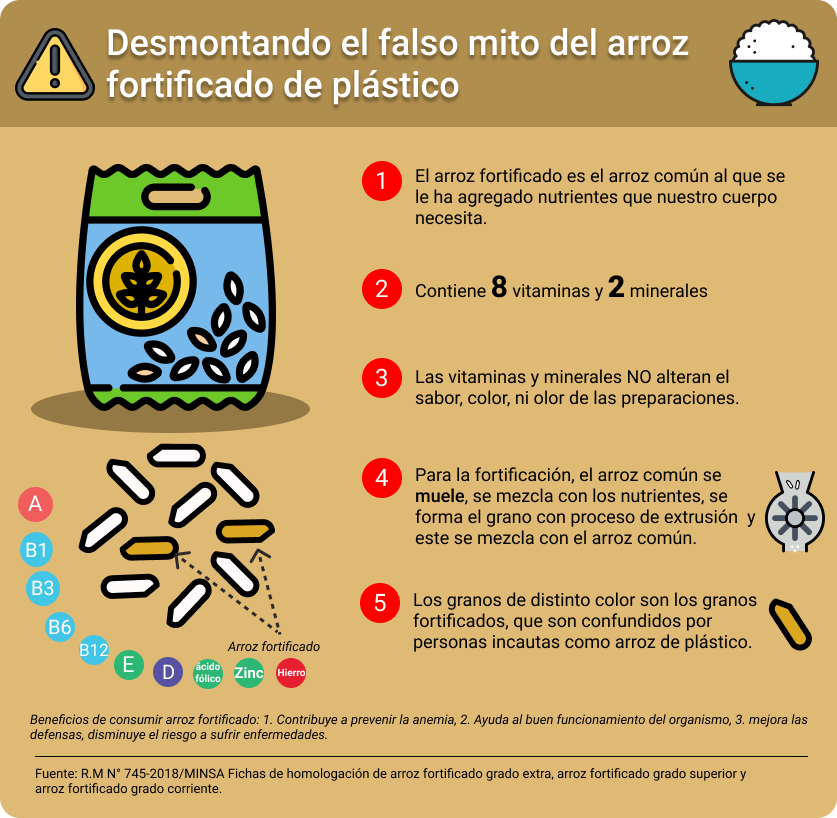 Desmontando el falso mito del arroz
fortificado de plástico
1
El arroz fortificado es el arroz común al que se
le ha agregado nutrientes que nuestro cuerpo
necesita.
2
Contiene 8 vitaminas y 2 minerales
3
Las vitaminas y minerales NO alteran el
sabor, color, ni olor de las preparaciones.
4
Para la fortificación, el arroz común se
muele, se mezcla con los nutrientes, se
forma el grano con proceso de extrusión y
este se mezcla con el arroz común.
5
Los granos de distinto color son los granos
fortificados, que son confundidos por
personas incautas como arroz de plástico.
A
B1
B3
B6
B12
E
D
ácido
fólico
Zinc
Hierro
Arroz fortificado
Beneficios de consumir arroz fortificado: 1. Contribuye a prevenir la anemia, 2. Ayuda al buen funcionamiento del organismo, 3. mejora las
defensas, disminuye el riesgo a sufrir enfermedades.
Fuente: R.M N° 745-2018/MINSA Fichas de homologación de arroz fortificado grado extra, arroz fortificado grado superior y
arroz fortificado grado corriente.